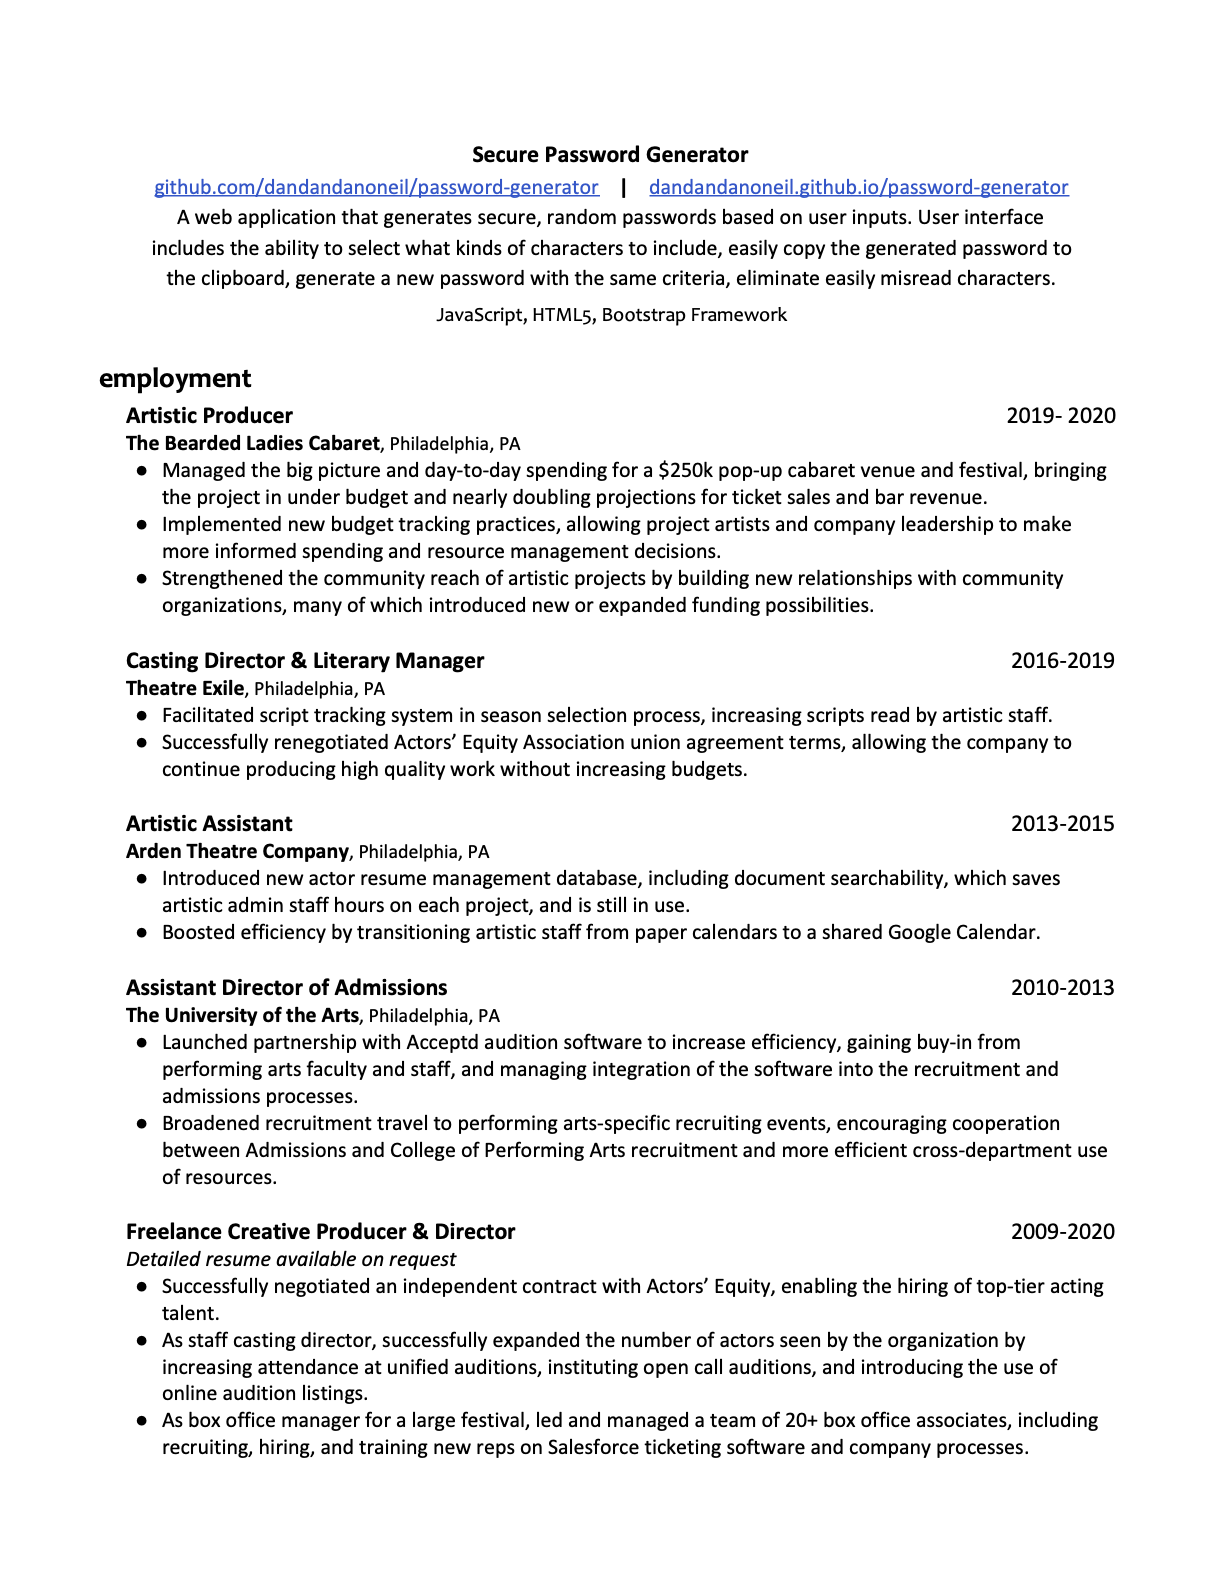 Secure Password Generator
github.com/dandandanoneil/password-generator | dandandanoneil.github.io/password-generator
A web application that generates secure, random passwords based on user inputs. User interface
includes the ability to select what kinds of characters to include, easily copy the generated password to
the clipboard, generate a new password with the same criteria, eliminate easily misread characters.
JavaScript, HTML5, Bootstrap Framework
employment
Artistic Producer 2019- 2020
The Bearded Ladies Cabaret, Philadelphia, PA
● Managed the big picture and day-to-day spending for a $250k pop-up cabaret venue and festival, bringing
the project in under budget and nearly doubling projections for ticket sales and bar revenue.
● Implemented new budget tracking practices, allowing project artists and company leadership to make
more informed spending and resource management decisions.
● Strengthened the community reach of artistic projects by building new relationships with community
organizations, many of which introduced new or expanded funding possibilities.
Casting Director & Literary Manager 2016-2019
Theatre Exile, Philadelphia, PA
● Facilitated script tracking system in season selection process, increasing scripts read by artistic staff.
● Successfully renegotiated Actors’ Equity Association union agreement terms, allowing the company to
continue producing high quality work without increasing budgets.
Artistic Assistant 2013-2015
Arden Theatre Company, Philadelphia, PA
● Introduced new actor resume management database, including document searchability, which saves
artistic admin staff hours on each project, and is still in use.
● Boosted efficiency by transitioning artistic staff from paper calendars to a shared Google Calendar.
Assistant Director of Admissions 2010-2013
The University of the Arts, Philadelphia, PA
● Launched partnership with Acceptd audition software to increase efficiency, gaining buy-in from
performing arts faculty and staff, and managing integration of the software into the recruitment and
admissions processes.
● Broadened recruitment travel to performing arts-specific recruiting events, encouraging cooperation
between Admissions and College of Performing Arts recruitment and more efficient cross-department use
of resources.
Freelance Creative Producer & Director 2009-2020
Detailed resume available on request
● Successfully negotiated an independent contract with Actors’ Equity, enabling the hiring of top-tier acting
talent.
● As staff casting director, successfully expanded the number of actors seen by the organization by
increasing attendance at unified auditions, instituting open call auditions, and introducing the use of
online audition listings.
● As box office manager for a large festival, led and managed a team of 20+ box office associates, including
recruiting, hiring, and training new reps on Salesforce ticketing software and company processes.